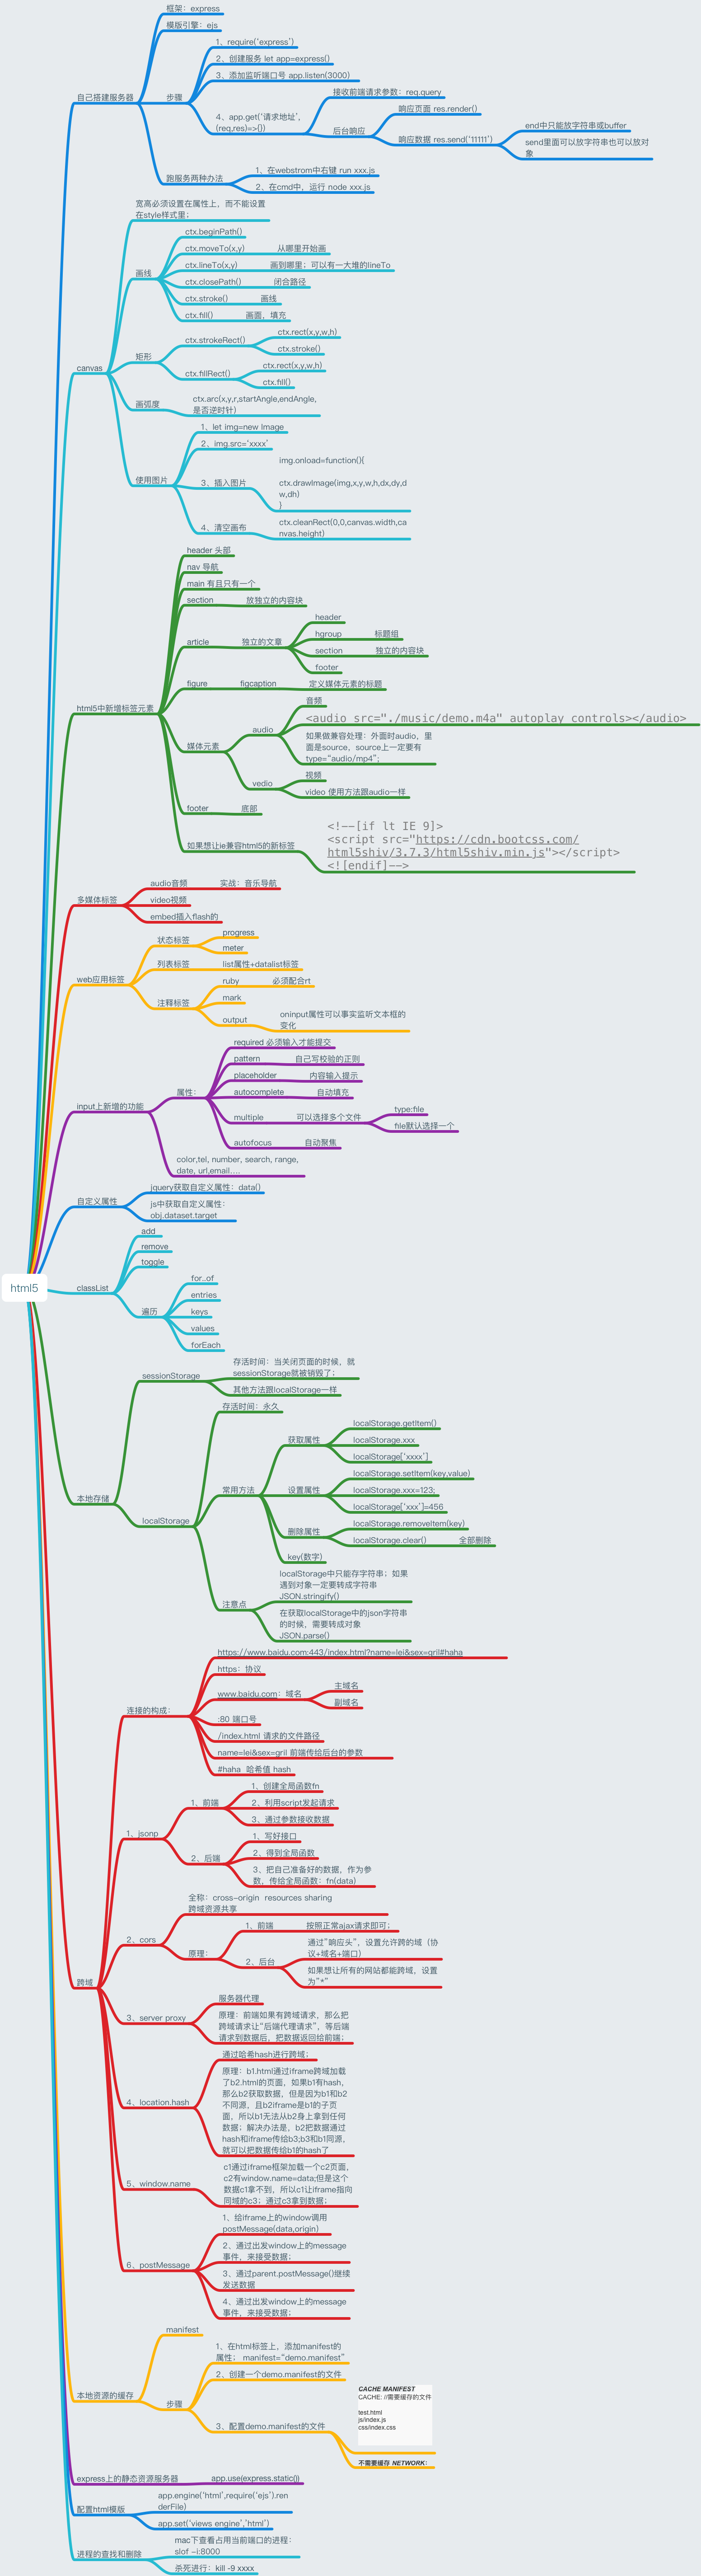 html5
自己搭建服务器
框架：express
模版引擎：ejs
步骤
1、require('express')
2、创建服务 let app=express()
3、添加监听端口号 app.listen(3000)
4、app.get('请求地址',
(req,res)=>{})
接收前端请求参数：req.query
后台响应
响应页面 res.render()
响应数据 res.send('11111')
end中只能放字符串或buffer
send里面可以放字符串也可以放对
象
跑服务两种办法
1、在webstrom中右键 run xxx.js
2、在cmd中，运行 node xxx.js
canvas
宽高必须设置在属性上，而不能设置
在style样式里；
画线
ctx.beginPath()
ctx.moveTo(x,y)
从哪里开始画
ctx.lineTo(x,y)
画到哪里；可以有一大堆的lineTo
ctx.closePath()
闭合路径
ctx.stroke()
画线
ctx.fill()
画面，填充
矩形
ctx.strokeRect()
ctx.rect(x,y,w,h)
ctx.stroke()
ctx.fillRect()
ctx.rect(x,y,w,h)
ctx.fill()
画弧度
ctx.arc(x,y,r,startAngle,endAngle,
是否逆时针)
使用图片
1、let img=new Image
2、img.src='xxxx'
3、插入图片
img.onload=function(){
ctx.drawImage(img,x,y,w,h,dx,dy,d
w,dh)
}
4、清空画布
ctx.cleanRect(0,0,canvas.width,ca
nvas.height)
html5中新增标签元素
header 头部
nav 导航
main 有且只有一个
section
放独立的内容块
article
独立的文章
header
hgroup
标题组
section
独立的内容块
footer
figure
figcaption
定义媒体元素的标题
媒体元素
audio
音频
<audio src="./music/demo.m4a" autoplay controls></audio>
如果做兼容处理：外面时audio，里
面是source，source上一定要有
type="audio/mp4";
vedio
视频
video 使用方法跟audio一样
footer
底部
如果想让ie兼容html5的新标签
<!--[if lt IE 9]>
<script src="https://cdn.bootcss.com/
html5shiv/3.7.3/html5shiv.min.js"></script>
<![endif]-->
多媒体标签
audio音频
实战：音乐导航
video视频
embed插入flash的
web应用标签
状态标签
progress
meter
列表标签
list属性+datalist标签
注释标签
ruby
必须配合rt
mark
output
oninput属性可以事实监听文本框的
变化
input上新增的功能
属性：
required 必须输入才能提交
pattern
自己写校验的正则
placeholder
内容输入提示
autocomplete
自动填充
multiple
可以选择多个文件
type:file
file默认选择一个
autofocus
自动聚焦
color,tel, number, search, range,
date, url,email....
自定义属性
jquery获取自定义属性：data()
js中获取自定义属性：
obj.dataset.target
classList
add
remove
toggle
遍历
for..of
entries
keys
values
forEach
本地存储
sessionStorage
存活时间：当关闭页面的时候，就
sessionStorage就被销毁了；
其他方法跟localStorage一样
localStorage
存活时间：永久
常用方法
获取属性
localStorage.getItem()
localStorage.xxx
localStorage['xxxx']
设置属性
localStorage.setItem(key,value)
localStorage.xxx=123;
localStorage['xxx']=456
删除属性
localStorage.removeItem(key)
localStorage.clear()
全部删除
key(数字)
注意点
localStorage中只能存字符串；如果
遇到对象一定要转成字符串
JSON.stringify()
在获取localStorage中的json字符串
的时候，需要转成对象
JSON.parse()
跨域
连接的构成：
https://www.baidu.com:443/index.html?name=lei&sex=gril#haha
https：协议
www.baidu.com：域名
主域名
副域名
:80 端口号
/index.html 请求的文件路径
name=lei&sex=gril 前端传给后台的参数
#haha  哈希值 hash
1、jsonp
1、前端
1、创建全局函数fn
2、利用script发起请求
3、通过参数接收数据
2、后端
1、写好接口
2、得到全局函数
3、把自己准备好的数据，作为参
数，传给全局函数：fn(data)
2、cors
全称：cross-origin  resources sharing
跨域资源共享
原理：
1、前端
按照正常ajax请求即可；
2、后台
通过"响应头"，设置允许跨的域（协
议+域名+端口）
如果想让所有的网站都能跨域，设置
为"*"
3、server proxy
服务器代理
原理：前端如果有跨域请求，那么把
跨域请求让"后端代理请求"，等后端
请求到数据后，把数据返回给前端；
4、location.hash
通过哈希hash进行跨域；
原理：b1.html通过iframe跨域加载
了b2.html的页面，如果b1有hash，
那么b2获取数据，但是因为b1和b2
不同源，且b2iframe是b1的子页
面，所以b1无法从b2身上拿到任何
数据；解决办法是，b2把数据通过
hash和iframe传给b3;b3和b1同源，
就可以把数据传给b1的hash了
5、window.name
c1通过iframe框架加载一个c2页面，
c2有window.name=data;但是这个
数据c1拿不到，所以c1让iframe指向
同域的c3；通过c3拿到数据；
6、postMessage
1、给iframe上的window调用
postMessage(data,origin)
2、通过出发window上的message
事件，来接受数据；
3、通过parent.postMessage()继续
发送数据
4、通过出发window上的message
事件，来接受数据；
本地资源的缓存
manifest
步骤
1、在html标签上，添加manifest的
属性； manifest="demo.manifest"
2、创建一个demo.manifest的文件
3、配置demo.manifest的文件
CACHE MANIFEST
CACHE: //需要缓存的文件
test.html
js/index.js
css/index.css
不需要缓存 NETWORK:
express上的静态资源服务器
app.use(express.static())
配置html模版
app.engine('html',require('ejs').ren
derFile)
app.set('views engine','html')
进程的查找和删除
mac下查看占用当前端口的进程：
slof -i:8000
杀死进行：kill -9 xxxx